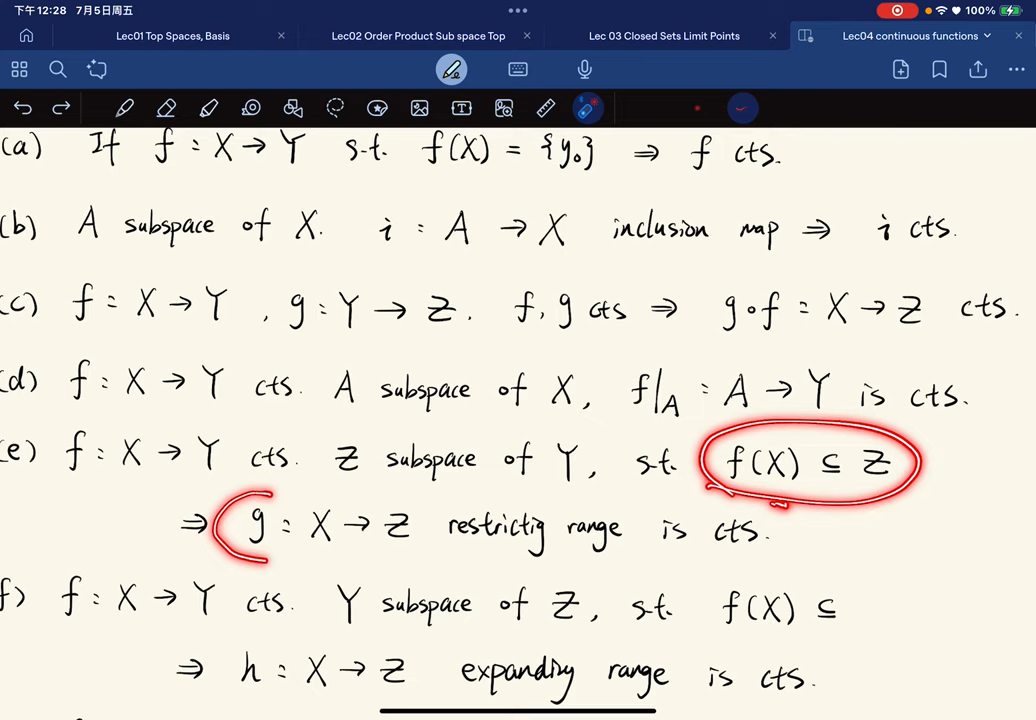 下午12:28 7月5日周五
100%
Lec01 Top Spaces, Basis
Lec02 Order Product Sub space Top
Lec 03 Closed Sets Limit Points
Lec04 continuous functions
(a) If f : X → Y s.t. f(X) = {y₀} ⇒ f cts.
(b) A subspace of X. i : A → X inclusion map ⇒ i cts.
(c) f : X → Y, g : Y → Z. f, g cts ⇒ g∘f : X → Z cts.
(d) f : X → Y cts. A subspace of X, f|_A : A → Y is cts.
(e) f : X → Y cts. Z subspace of Y, s.t. f(X) ⊆ Z
⇒ g : X → Z restrictig range is cts.
f) f : X → Y cts. Y subspace of Z, s.t. f(X) ⊆
⇒ h : X → Z expanding range is cts.